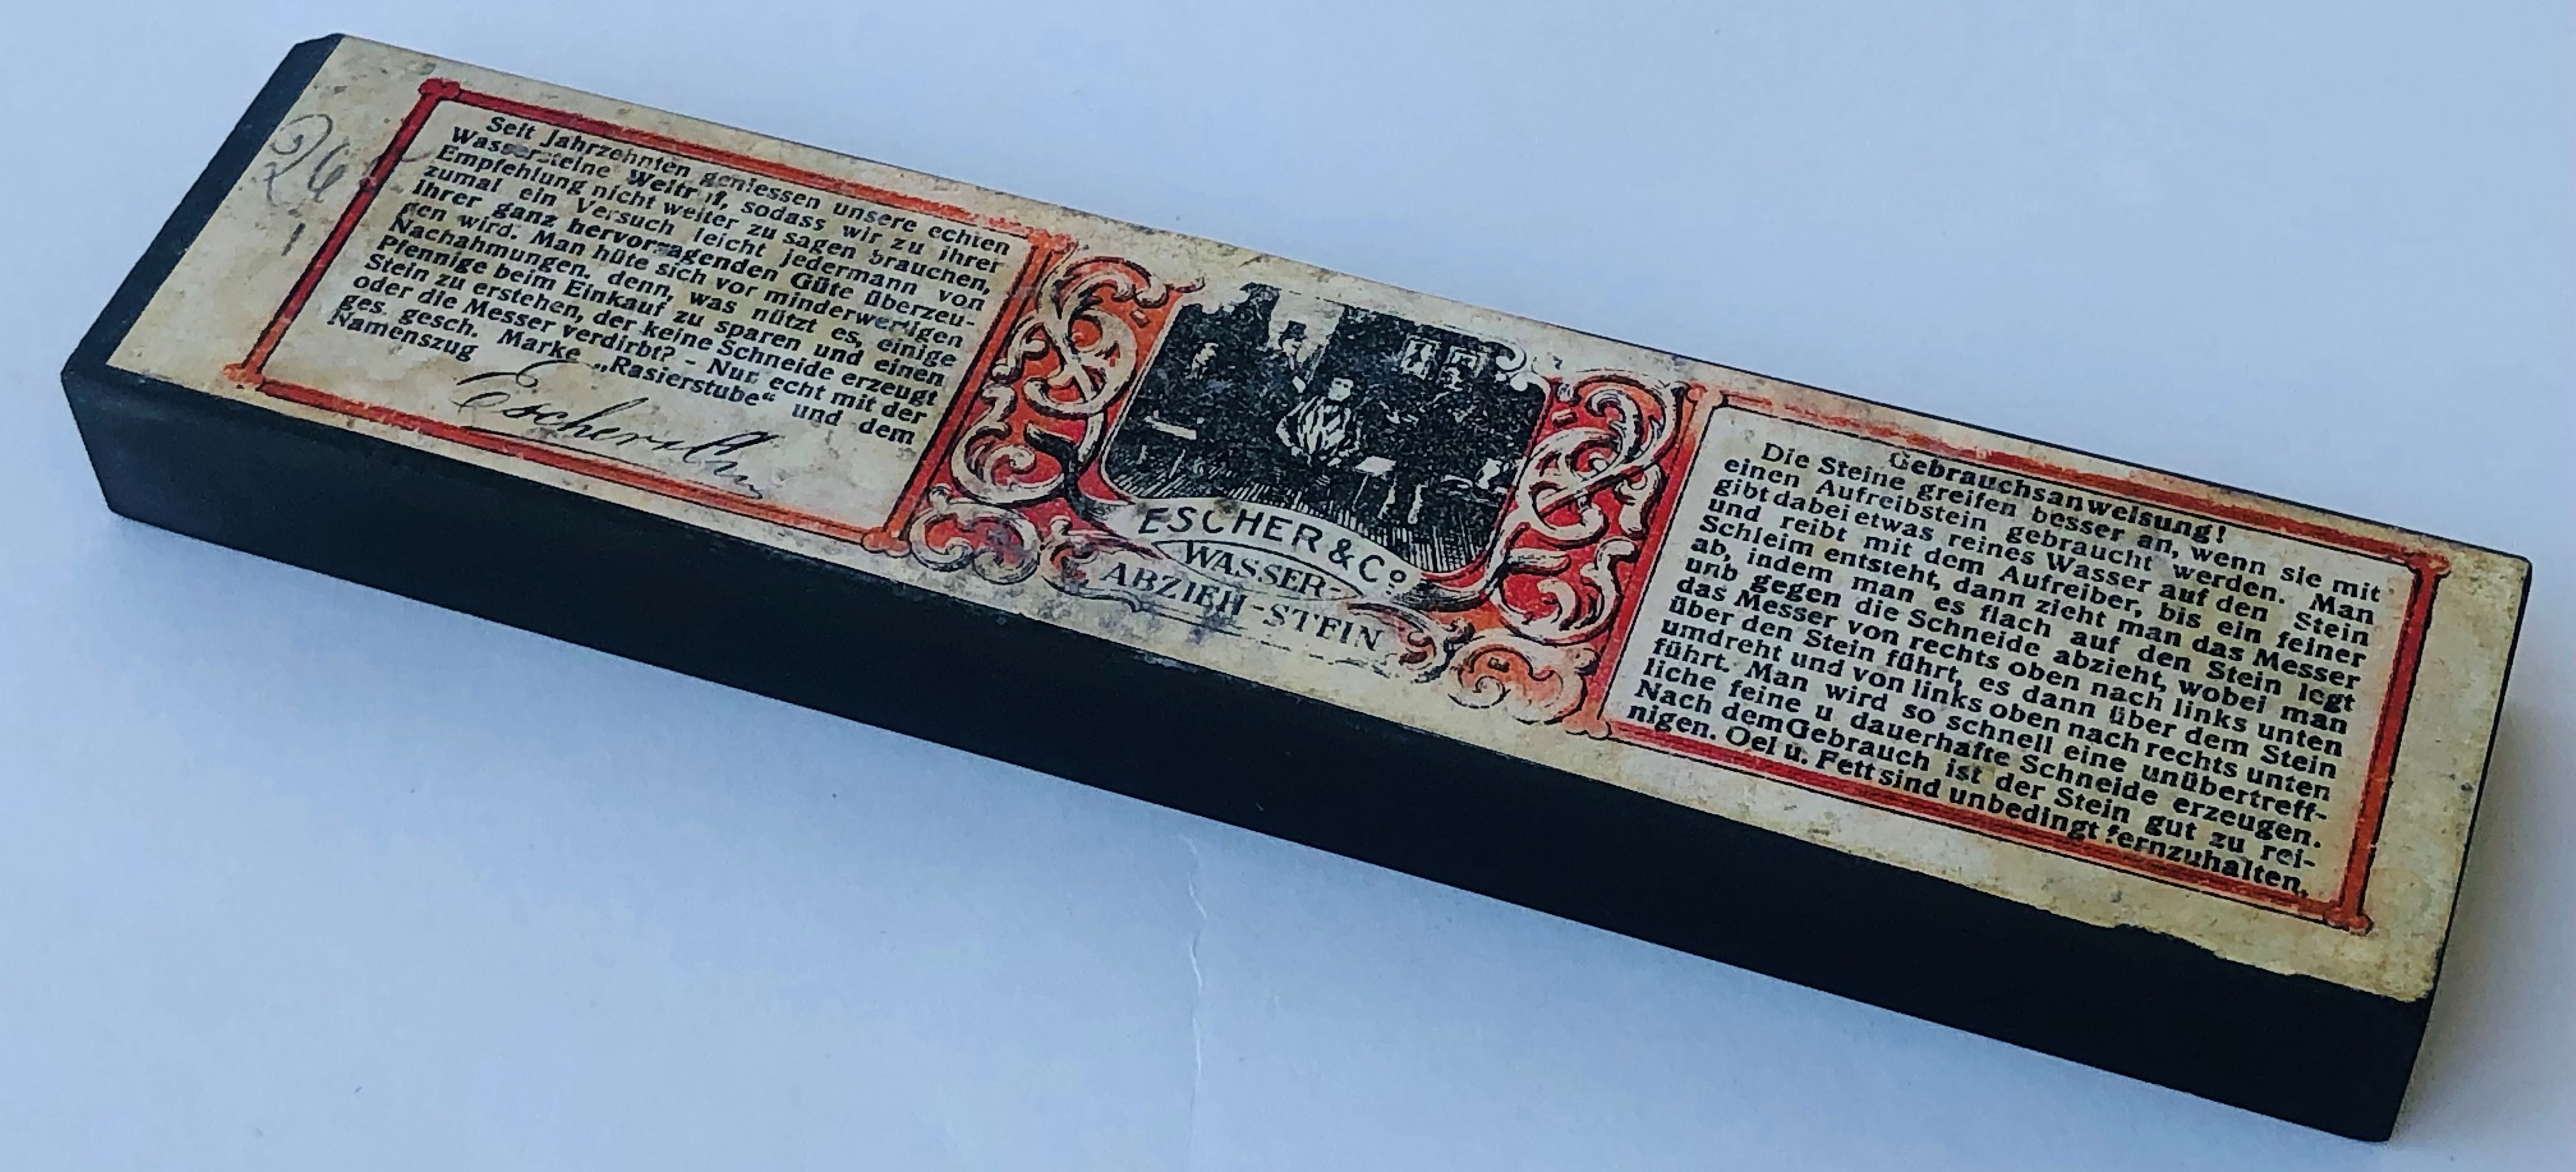 26
1
Seit Jahrzehnten geniessen unsere echten
Wassersteine Weltruf, sodass wir zu ihrer
Empfehlung nicht weiter zu sagen brauchen,
zumal ein Versuch leicht jedermann von
ihrer ganz hervorragenden Güte überzeu-
gen wird. Man hüte sich vor minderwertigen
Nachahmungen, denn, was nützt es, einige
Pfennige beim Einkauf zu sparen und einen
Stein zu erstehen, der keine Schneide erzeugt
oder die Messer verdirbt? - Nur echt mit der
ges. gesch. Marke „Rasierstube“ und dem
Namenszug
Escher & Co
ESCHER & Co
WASSER-
ABZIEH-STEIN
Gebrauchsanweisung!
Die Steine greifen besser an, wenn sie mit
einen Aufreibstein gebraucht werden. Man
gibt dabei etwas reines Wasser auf den Stein
und reibt mit dem Aufreiber, bis ein feiner
Schleim entsteht, dann zieht man das Messer
ab, indem man es flach auf den Stein legt
unb gegen die Schneide abzieht, wobei man
das Messer von rechts oben nach links unten
über den Stein führt, es dann über dem Stein
umdreht und von links oben nach rechts unten
führt. Man wird so schnell eine unübertreff-
liche feine u dauerhafte Schneide erzeugen.
Nach dem Gebrauch ist der Stein gut zu rei-
nigen. Oel u. Fett sind unbedingt fernzuhalten.